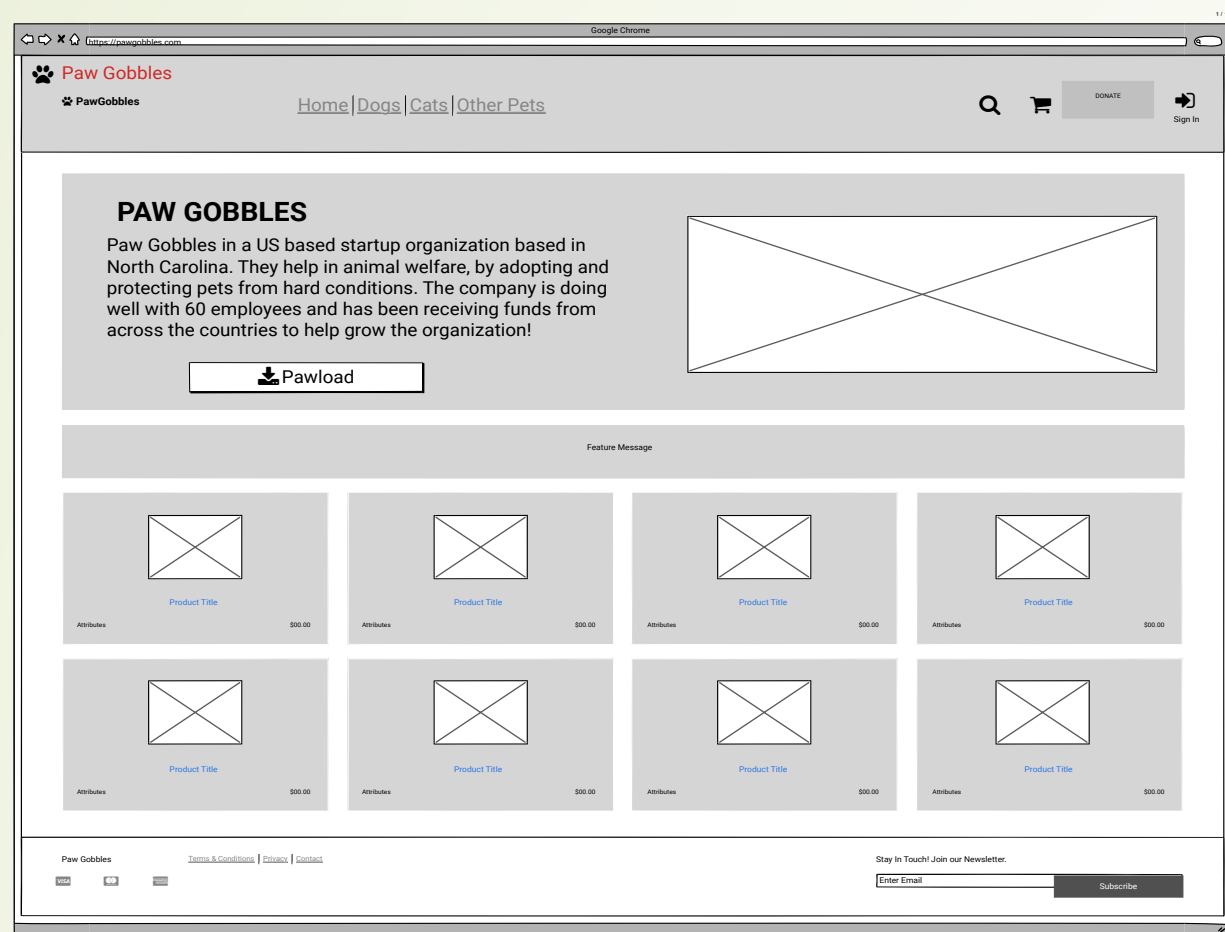 1 /
Google Chrome
https://pawgobbles.com
Paw Gobbles
PawGobbles
Home Dogs Cats Other Pets
DONATE
Sign In
PAW GOBBLES
Paw Gobbles in a US based startup organization based in
North Carolina. They help in animal welfare, by adopting and
protecting pets from hard conditions. The company is doing
well with 60 employees and has been receiving funds from
across the countries to help grow the organization!
Pawload
Feature Message
Product Title
Attributes $00.00
Product Title
Attributes $00.00
Product Title
Attributes $00.00
Product Title
Attributes $00.00
Product Title
Attributes $00.00
Product Title
Attributes $00.00
Product Title
Attributes $00.00
Product Title
Attributes $00.00
Paw Gobbles
Terms & Conditions Privacy Contact
VISA
Stay In Touch! Join our Newsletter.
Enter Email
Subscribe